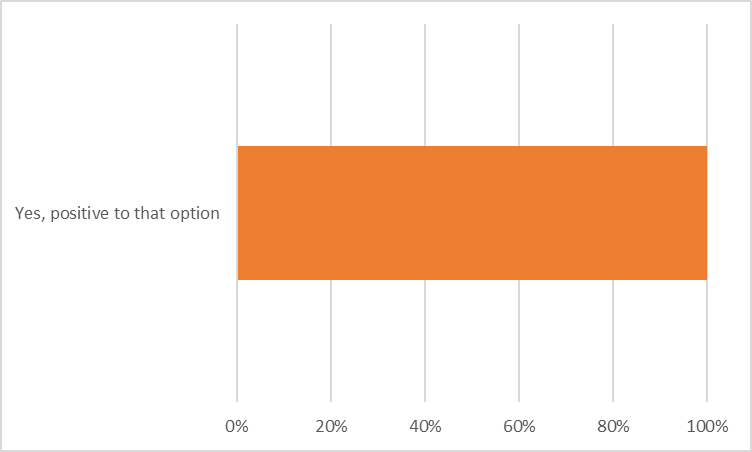 Yes, positive to that option
0% 20% 40% 60% 80% 100%